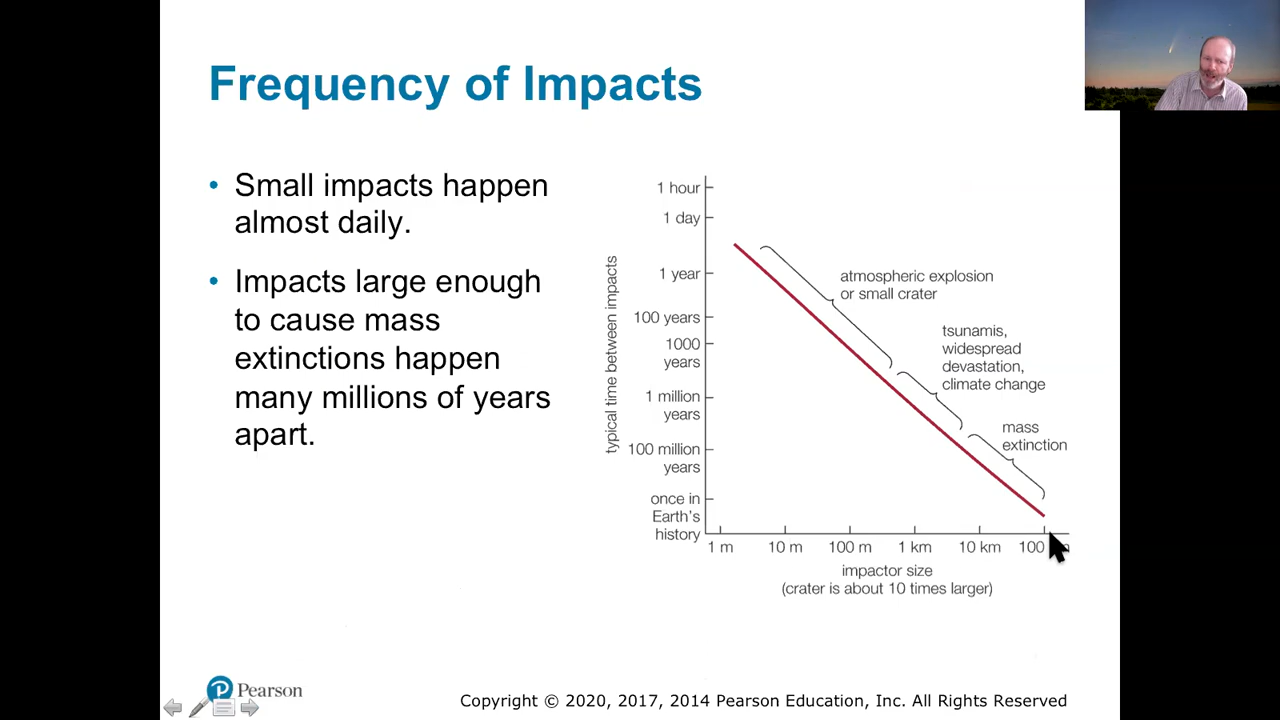 Frequency of Impacts
• Small impacts happen
almost daily.
• Impacts large enough
to cause mass
extinctions happen
many millions of years
apart.
typical time between impacts
1 hour
1 day
1 year
100 years
1000
years
1 million
years
100 million
years
once in
Earth's
history
atmospheric explosion
or small crater
tsunamis,
widespread
devastation,
climate change
mass
extinction
1 m
10 m
100 m
1 km
10 km
100
impactor size
(crater is about 10 times larger)
Pearson
Copyright © 2020, 2017, 2014 Pearson Education, Inc. All Rights Reserved